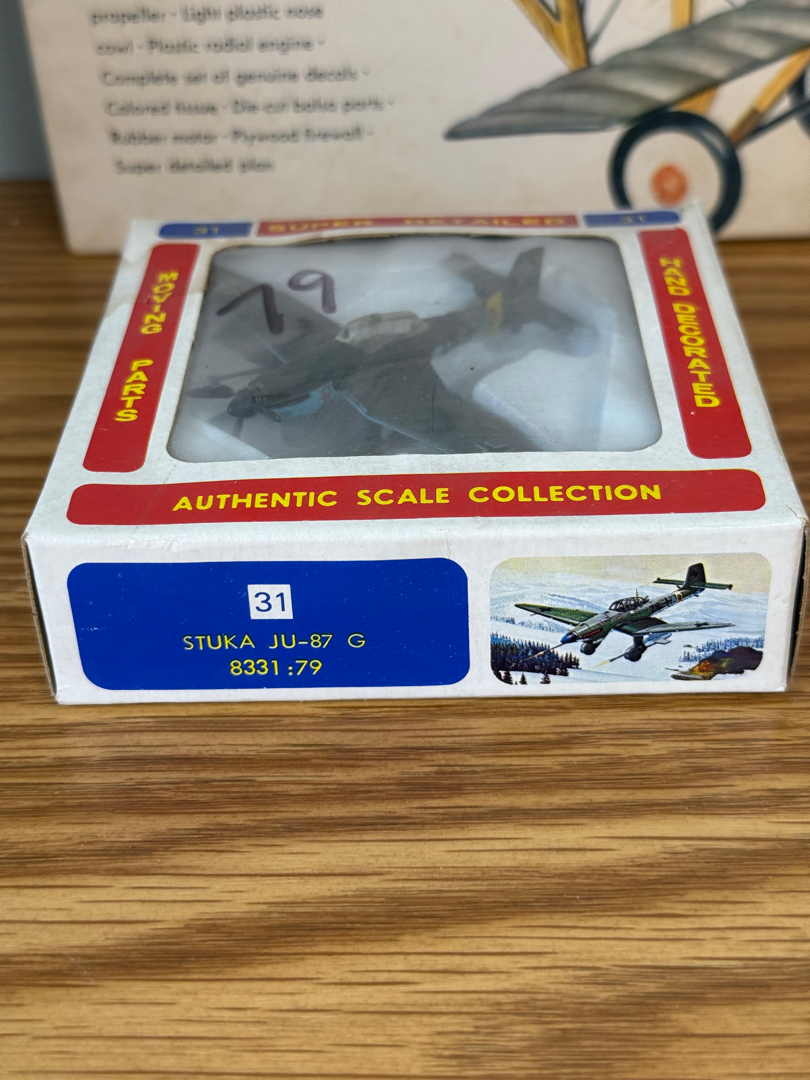 propeller · Light plastic nose
cowl · Plastic radial engine ·
Complete set of genuine decals ·
Colored tissue · Die cut balsa parts ·
Rubber motor · Plywood firewall ·
Super detailed plan
31 SUPER DETAILED 31
MOVING PARTS
79
HAND DECORATED
AUTHENTIC SCALE COLLECTION
31
STUKA JU-87 G
8331:79